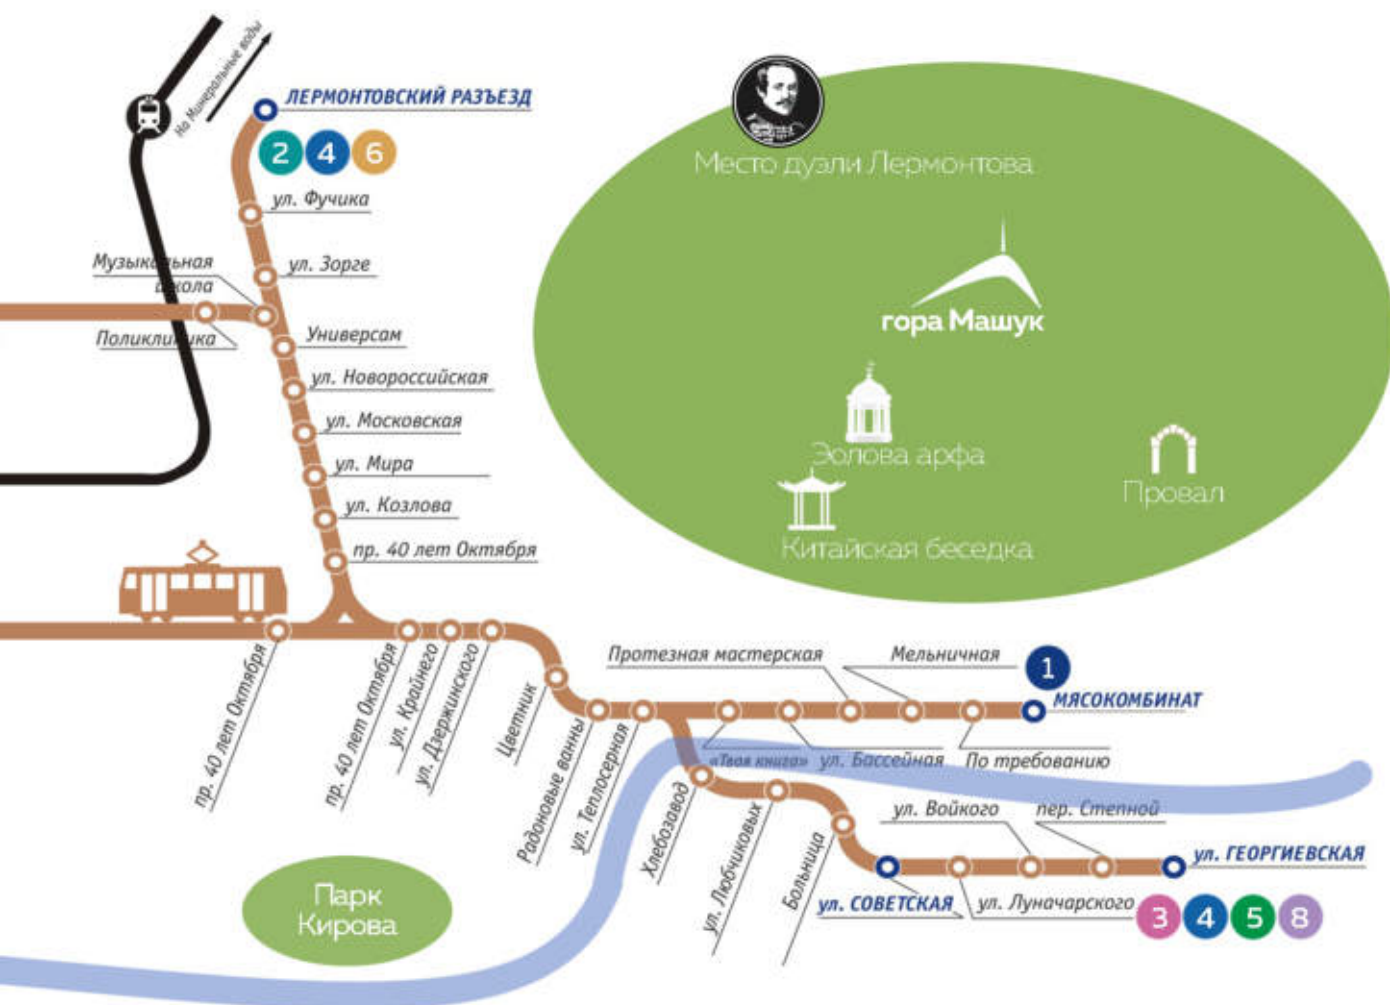 На Минеральные воды
ЛЕРМОНТОВСКИЙ РАЗЪЕЗД
2 4 6
ул. Фучика
Музыкальная
школа
ул. Зорге
Поликлиника
Универсам
ул. Новороссийская
ул. Московская
ул. Мира
ул. Козлова
пр. 40 лет Октября
Место дуэли Лермонтова
гора Машук
Эолова арфа
Провал
Китайская беседка
пр. 40 лет Октября
пр. 40 лет Октября
ул. Крайнего
ул. Дзержинского
Цветник
Радоновые ванны
ул. Теплосерная
Протезная мастерская
Мельничная
1
МЯСОКОМБИНАТ
«Твоя книга»
ул. Бассейная
По требованию
Хлебозавод
ул. Любчиковых
Больница
ул. СОВЕТСКАЯ
ул. Войкого
пер. Степной
ул. Луначарского
ул. ГЕОРГИЕВСКАЯ
3 4 5 8
Парк
Кирова